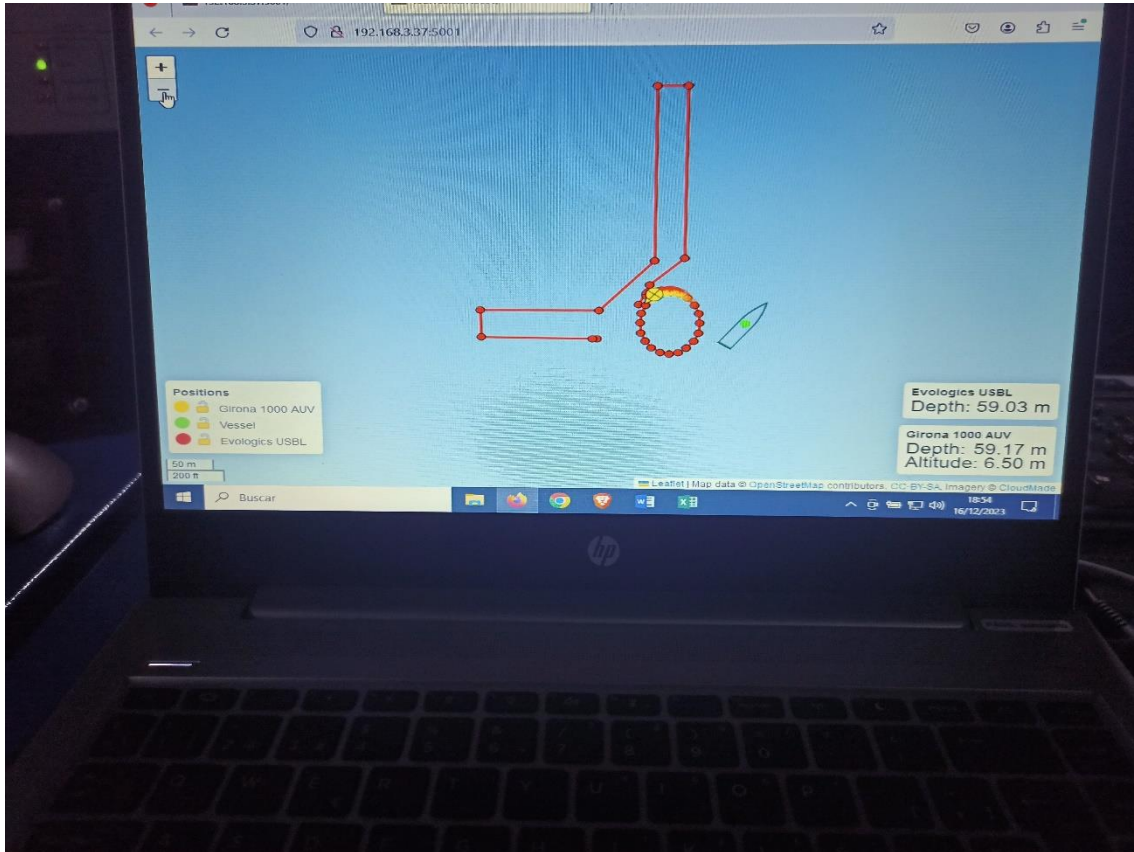 192.168.3.37:5001
+
−
Positions
Girona 1000 AUV
Vessel
Evologics USBL
50 m
200 ft
Evologics USBL
Depth: 59.03 m
Girona 1000 AUV
Depth: 59.17 m
Altitude: 6.50 m
Leaflet | Map data © OpenStreetMap contributors, CC-BY-SA, Imagery © CloudMade
Buscar
18:54
16/12/2023
hp